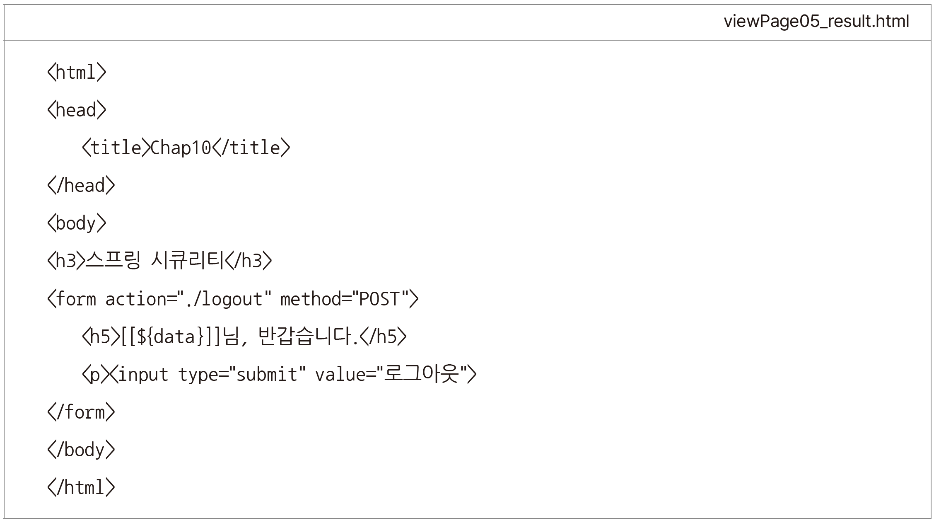 viewPage05_result.html
<html>
<head>
<title>Chap10</title>
</head>
<body>
<h3>스프링 시큐리티</h3>
<form action="./logout" method="POST">
<h5>[[${data}]]님, 반갑습니다.</h5>
<p><input type="submit" value="로그아웃">
</form>
</body>
</html>